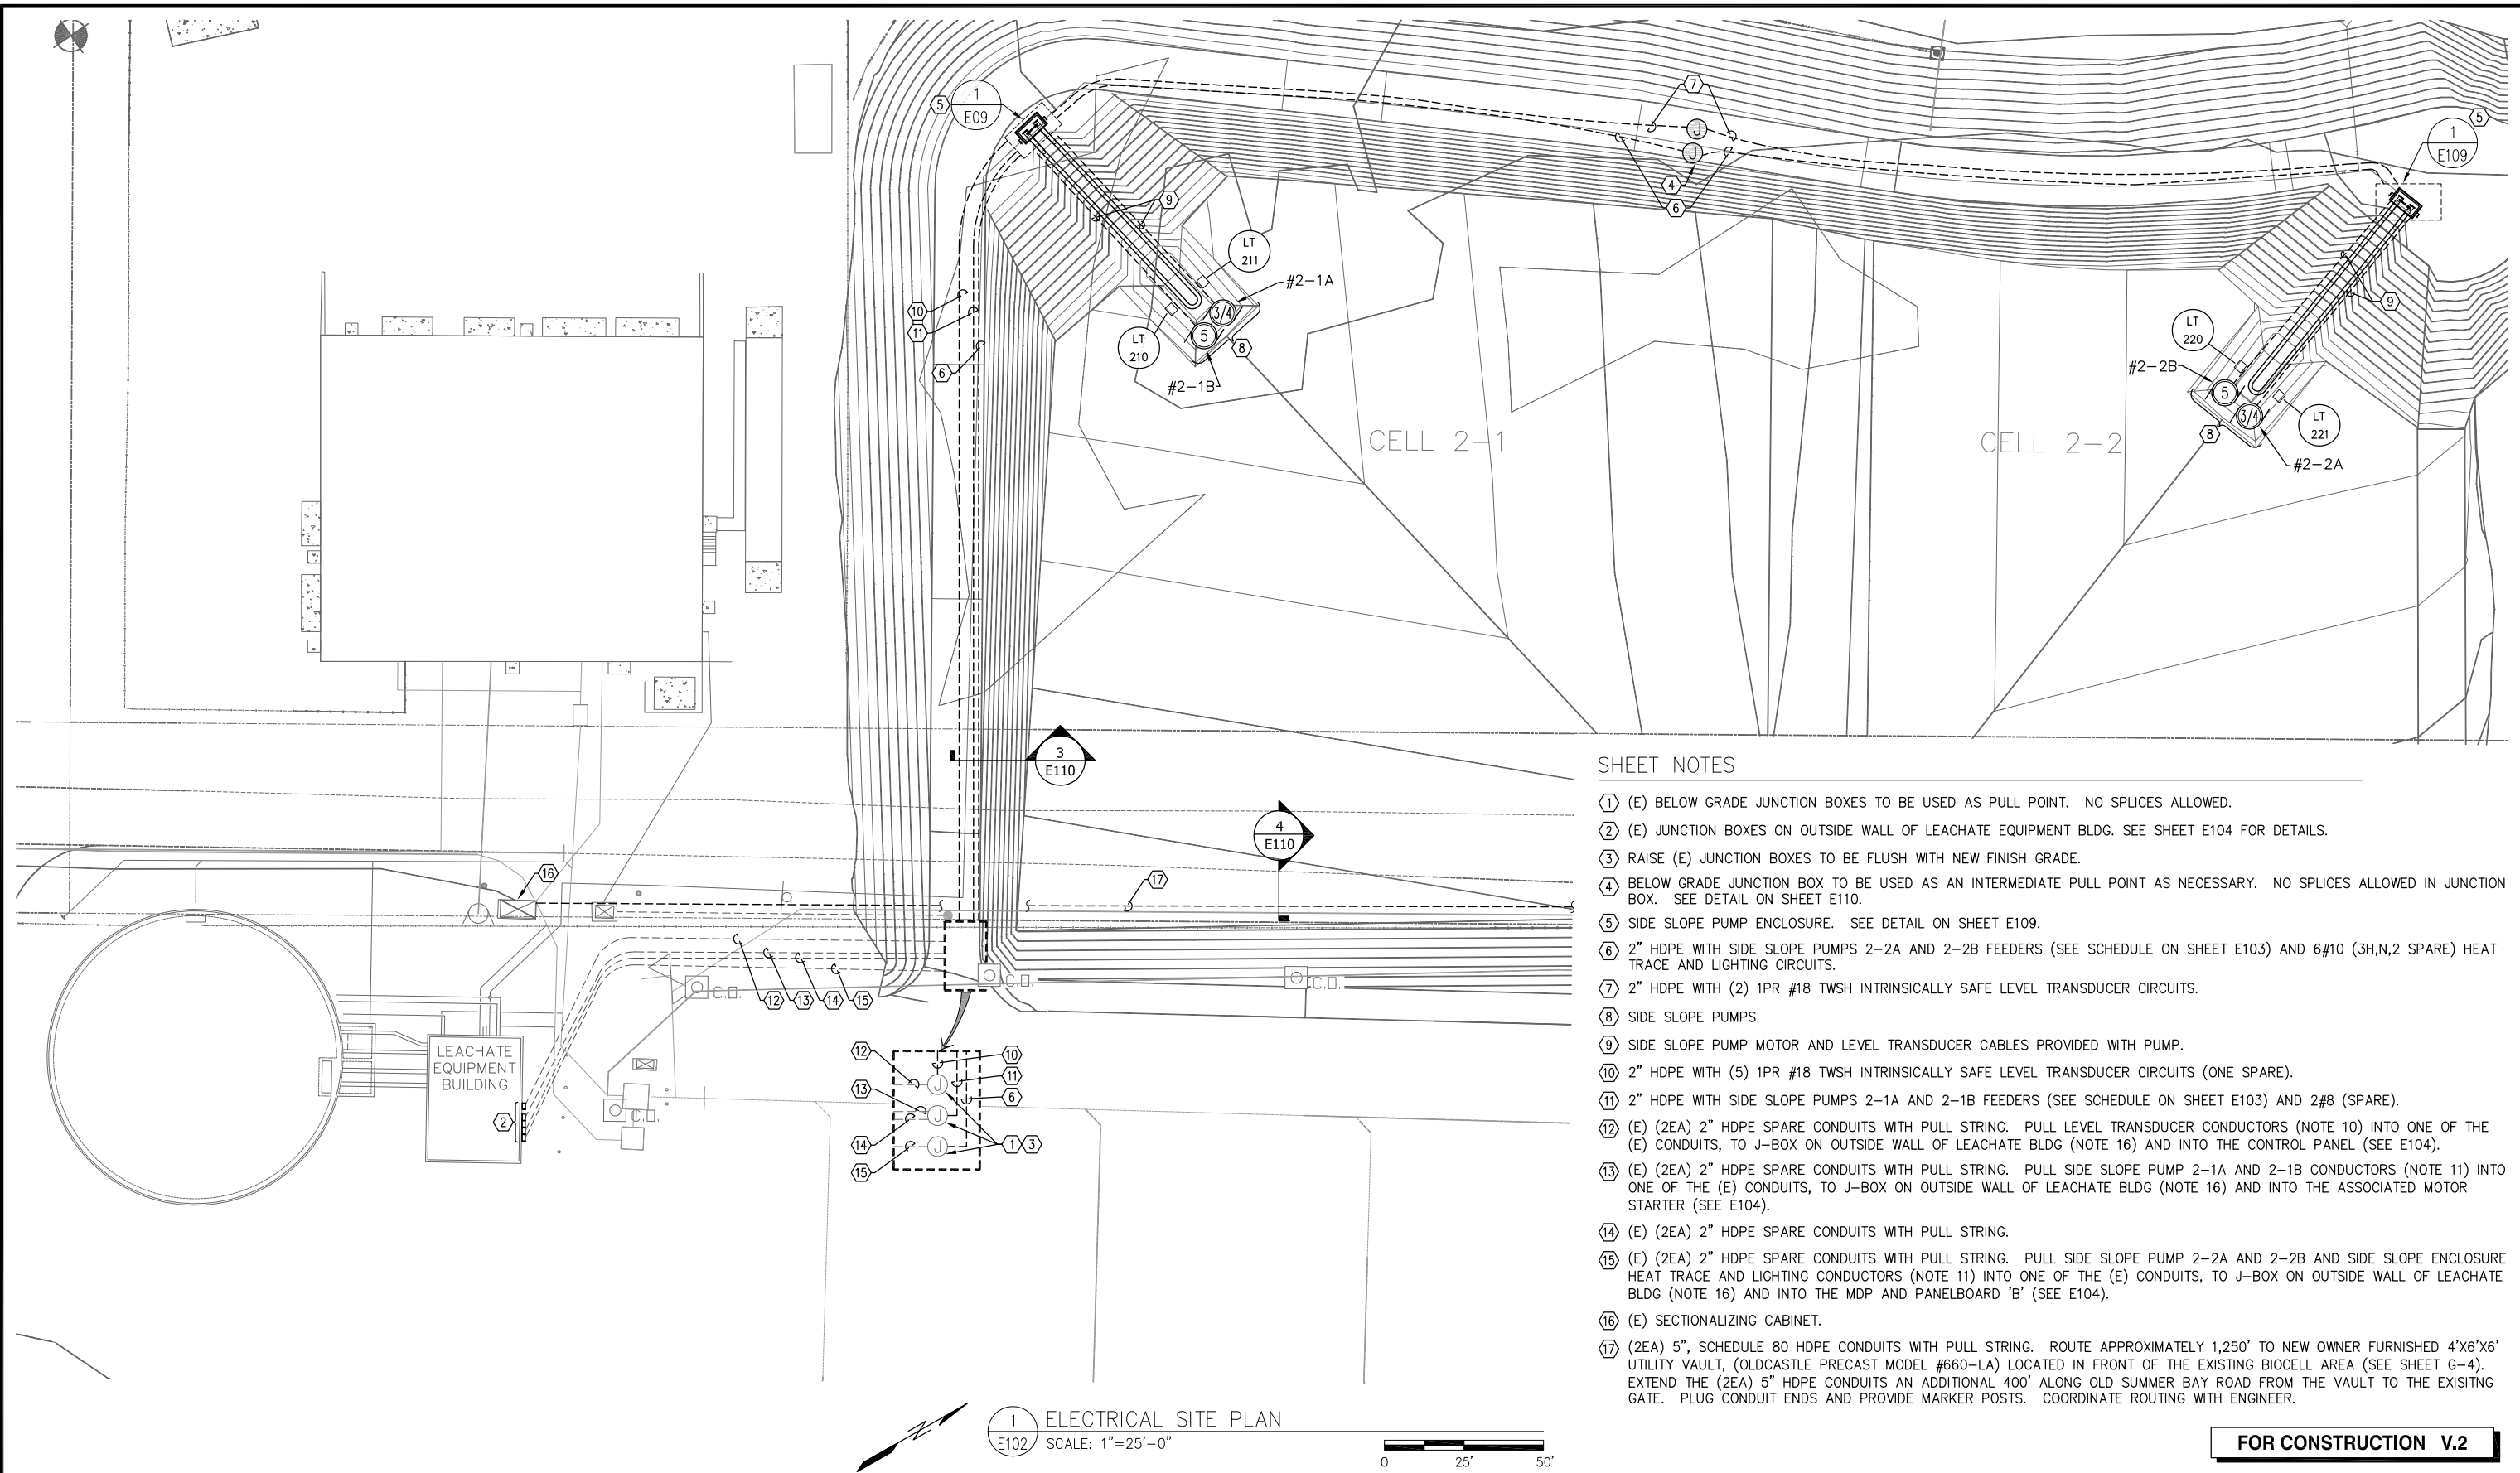 5
1
E09
7
J
J
4
6
5
1
E109
9
LT
211
#2-1A
3/4
5
8
LT
210
#2-1B
10
11
6
9
LT
220
#2-2B
5
3/4
LT
221
8
#2-2A
CELL 2-1
CELL 2-2
3
E110
4
E110
16
17
12
13
14
15
C.O.
C.O.
C.O.
C.O.
LEACHATE
EQUIPMENT
BUILDING
2
12
10
J
11
13
6
J
14
1
3
J
15
SHEET NOTES
1 (E) BELOW GRADE JUNCTION BOXES TO BE USED AS PULL POINT. NO SPLICES ALLOWED.
2 (E) JUNCTION BOXES ON OUTSIDE WALL OF LEACHATE EQUIPMENT BLDG. SEE SHEET E104 FOR DETAILS.
3 RAISE (E) JUNCTION BOXES TO BE FLUSH WITH NEW FINISH GRADE.
4 BELOW GRADE JUNCTION BOX TO BE USED AS AN INTERMEDIATE PULL POINT AS NECESSARY. NO SPLICES ALLOWED IN JUNCTION
BOX. SEE DETAIL ON SHEET E110.
5 SIDE SLOPE PUMP ENCLOSURE. SEE DETAIL ON SHEET E109.
6 2" HDPE WITH SIDE SLOPE PUMPS 2-2A AND 2-2B FEEDERS (SEE SCHEDULE ON SHEET E103) AND 6#10 (3H,N,2 SPARE) HEAT
TRACE AND LIGHTING CIRCUITS.
7 2" HDPE WITH (2) 1PR #18 TWSH INTRINSICALLY SAFE LEVEL TRANSDUCER CIRCUITS.
8 SIDE SLOPE PUMPS.
9 SIDE SLOPE PUMP MOTOR AND LEVEL TRANSDUCER CABLES PROVIDED WITH PUMP.
10 2" HDPE WITH (5) 1PR #18 TWSH INTRINSICALLY SAFE LEVEL TRANSDUCER CIRCUITS (ONE SPARE).
11 2" HDPE WITH SIDE SLOPE PUMPS 2-1A AND 2-1B FEEDERS (SEE SCHEDULE ON SHEET E103) AND 2#8 (SPARE).
12 (E) (2EA) 2" HDPE SPARE CONDUITS WITH PULL STRING. PULL LEVEL TRANSDUCER CONDUCTORS (NOTE 10) INTO ONE OF THE
(E) CONDUITS, TO J-BOX ON OUTSIDE WALL OF LEACHATE BLDG (NOTE 16) AND INTO THE CONTROL PANEL (SEE E104).
13 (E) (2EA) 2" HDPE SPARE CONDUITS WITH PULL STRING. PULL SIDE SLOPE PUMP 2-1A AND 2-1B CONDUCTORS (NOTE 11) INTO
ONE OF THE (E) CONDUITS, TO J-BOX ON OUTSIDE WALL OF LEACHATE BLDG (NOTE 16) AND INTO THE ASSOCIATED MOTOR
STARTER (SEE E104).
14 (E) (2EA) 2" HDPE SPARE CONDUITS WITH PULL STRING.
15 (E) (2EA) 2" HDPE SPARE CONDUITS WITH PULL STRING. PULL SIDE SLOPE PUMP 2-2A AND 2-2B AND SIDE SLOPE ENCLOSURE
HEAT TRACE AND LIGHTING CONDUCTORS (NOTE 11) INTO ONE OF THE (E) CONDUITS, TO J-BOX ON OUTSIDE WALL OF LEACHATE
BLDG (NOTE 16) AND INTO THE MDP AND PANELBOARD 'B' (SEE E104).
16 (E) SECTIONALIZING CABINET.
17 (2EA) 5", SCHEDULE 80 HDPE CONDUITS WITH PULL STRING. ROUTE APPROXIMATELY 1,250' TO NEW OWNER FURNISHED 4'X6'X6'
UTILITY VAULT, (OLDCASTLE PRECAST MODEL #660-LA) LOCATED IN FRONT OF THE EXISTING BIOCELL AREA (SEE SHEET G-4).
EXTEND THE (2EA) 5" HDPE CONDUITS AN ADDITIONAL 400' ALONG OLD SUMMER BAY ROAD FROM THE VAULT TO THE EXISITNG
GATE. PLUG CONDUIT ENDS AND PROVIDE MARKER POSTS. COORDINATE ROUTING WITH ENGINEER.
N
1
E102
ELECTRICAL SITE PLAN
SCALE: 1"=25'-0"
0 25' 50'
FOR CONSTRUCTION V.2